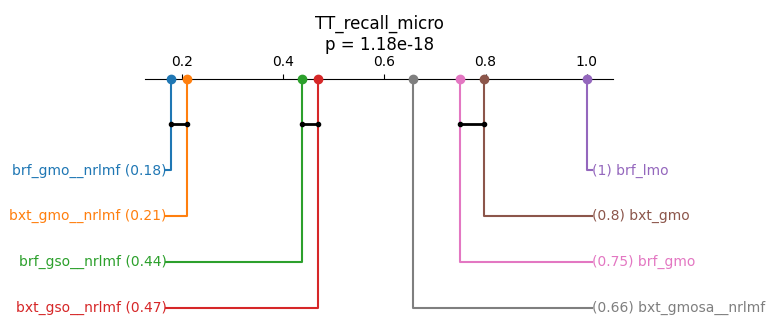 TT_recall_micro
p = 1.18e-18
0.2 0.4 0.6 0.8 1.0
brf_gmo__nrlmf (0.18) (1) brf_lmo
bxt_gmo__nrlmf (0.21) (0.8) bxt_gmo
brf_gso__nrlmf (0.44) (0.75) brf_gmo
bxt_gso__nrlmf (0.47) (0.66) bxt_gmosa__nrlmf